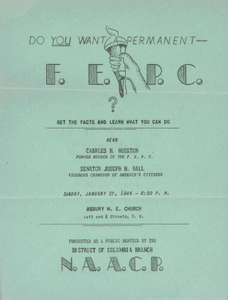 DO YOU WANT A PERMANENT—
F. E. P. C.
?
GET THE FACTS AND LEARN WHAT YOU CAN DO
HEAR
CHARLES H. HOUSTON
FORMER MEMBER OF THE F. E. P. C.
SENATOR JOSEPH H. BALL
VIGOROUS CHAMPION OF AMERICA'S CITIZENS
SUNDAY, JANUARY 27, 1946 - 8:00 P. M.
ASBURY M. E. CHURCH
11th and K Streets, N. W.
PRESENTED AS A PUBLIC SERVICE BY THE
DISTRICT OF COLUMBIA BRANCH
N. A. A. C. P.